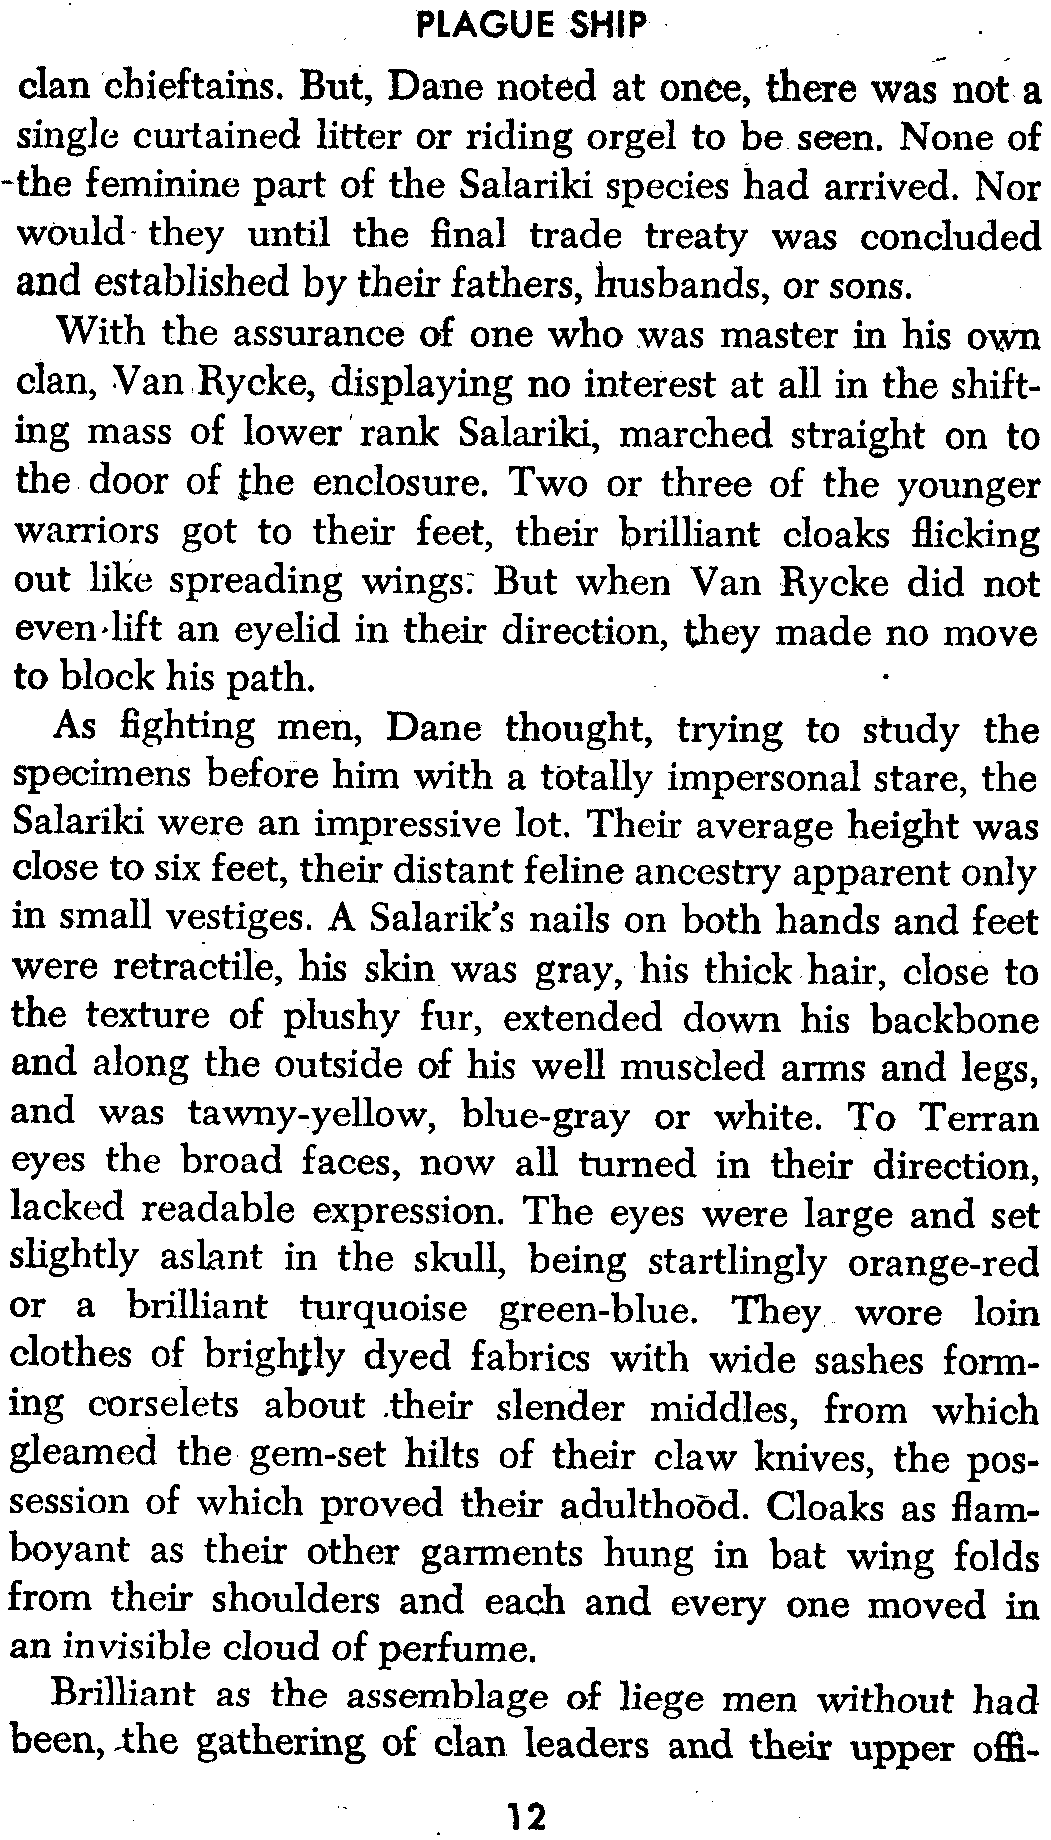 PLAGUE SHIP
clan chieftains. But, Dane noted at once, there was not a
single curtained litter or riding orgel to be seen. None of
the feminine part of the Salariki species had arrived. Nor
would they until the final trade treaty was concluded
and established by their fathers, husbands, or sons.
With the assurance of one who was master in his own
clan, Van Rycke, displaying no interest at all in the shift-
ing mass of lower rank Salariki, marched straight on to
the door of the enclosure. Two or three of the younger
warriors got to their feet, their brilliant cloaks flicking
out like spreading wings. But when Van Rycke did not
even lift an eyelid in their direction, they made no move
to block his path.
As fighting men, Dane thought, trying to study the
specimens before him with a totally impersonal stare, the
Salariki were an impressive lot. Their average height was
close to six feet, their distant feline ancestry apparent only
in small vestiges. A Salarik's nails on both hands and feet
were retractile, his skin was gray, his thick hair, close to
the texture of plushy fur, extended down his backbone
and along the outside of his well muscled arms and legs,
and was tawny-yellow, blue-gray or white. To Terran
eyes the broad faces, now all turned in their direction,
lacked readable expression. The eyes were large and set
slightly aslant in the skull, being startlingly orange-red
or a brilliant turquoise green-blue. They wore loin
clothes of brightly dyed fabrics with wide sashes form-
ing corselets about their slender middles, from which
gleamed the gem-set hilts of their claw knives, the pos-
session of which proved their adulthood. Cloaks as flam-
boyant as their other garments hung in bat wing folds
from their shoulders and each and every one moved in
an invisible cloud of perfume.
Brilliant as the assemblage of liege men without had
been, the gathering of clan leaders and their upper offi-
12